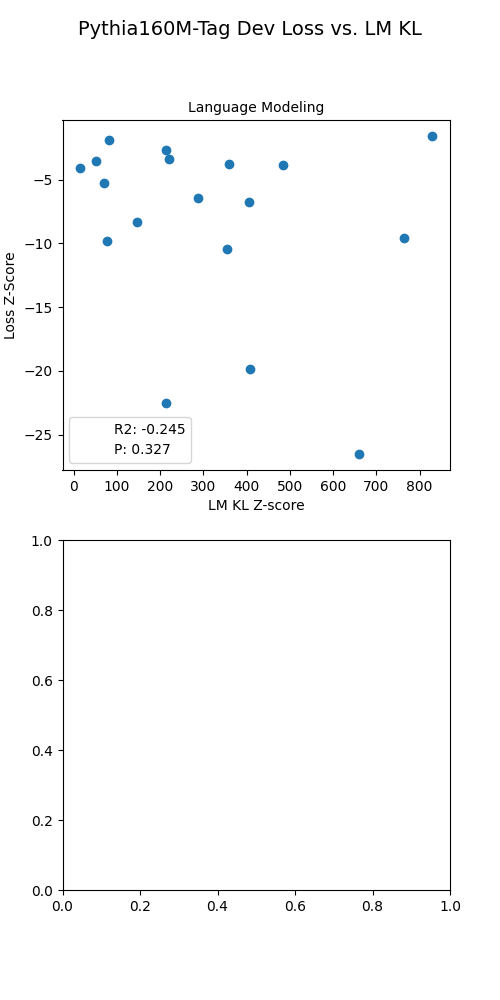 Pythia160M-Tag Dev Loss vs. LM KL
Language Modeling
Loss Z-Score
−5
−10
−15
−20
−25
R2: -0.245
P: 0.327
0 100 200 300 400 500 600 700 800
LM KL Z-score
1.0
0.8
0.6
0.4
0.2
0.0
0.0 0.2 0.4 0.6 0.8 1.0